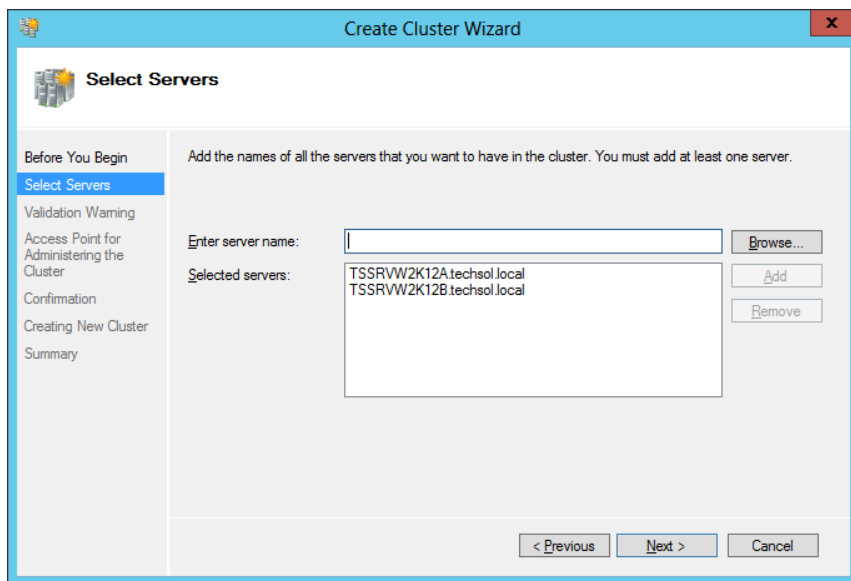 Create Cluster Wizard
x
Select Servers
Before You Begin
Select Servers
Validation Warning
Access Point for
Administering the
Cluster
Confirmation
Creating New Cluster
Summary
Add the names of all the servers that you want to have in the cluster. You must add at least one server.
Enter server name:
Browse...
Selected servers:
TSSRVW2K12A.techsol.local
TSSRVW2K12B.techsol.local
Add
Remove
< Previous
Next >
Cancel